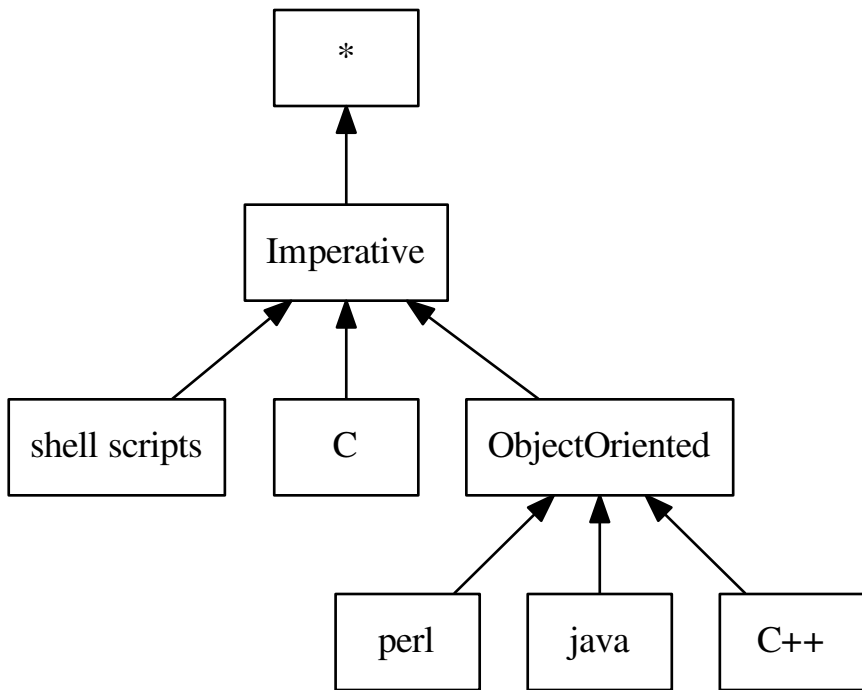 *
Imperative
shell scripts
C
ObjectOriented
perl
java
C++